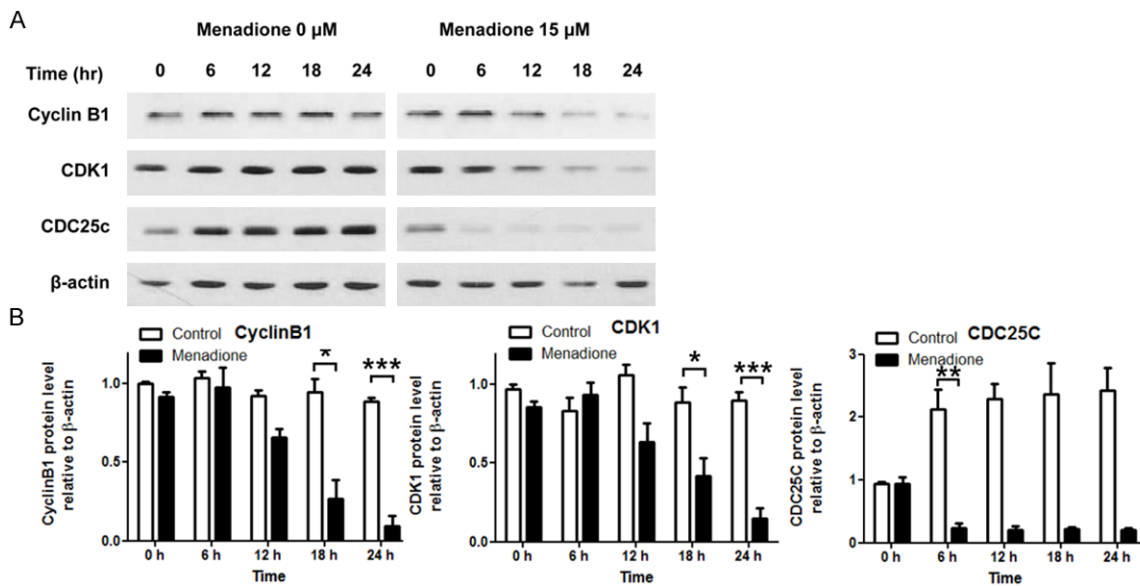 A
Menadione 0 µM Menadione 15 µM
Time (hr) 0 6 12 18 24 0 6 12 18 24
Cyclin B1
CDK1
CDC25c
β-actin
B
CyclinB1
Control
Menadione
CyclinB1 protein level
relative to β-actin
1.0
0.5
0.0
* ***
0 h 6 h 12 h 18 h 24 h
Time
CDK1
Control
Menadione
CDK1 protein level
relative to β-actin
1.0
0.5
0.0
* ***
0 h 6 h 12 h 18 h 24 h
Time
CDC25C
Control
Menadione
CDC25C protein level
relative to β-actin
3
2
1
0
**
0 h 6 h 12 h 18 h 24 h
Time